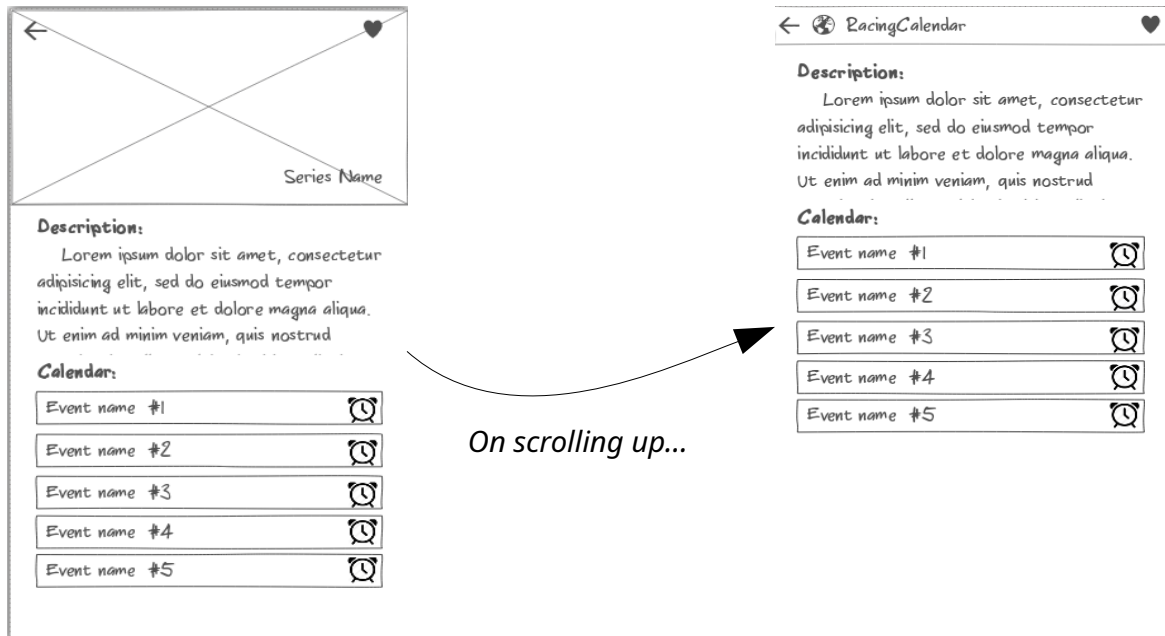 Series Name
Description:
Lorem ipsum dolor sit amet, consectetur
adipisicing elit, sed do eiusmod tempor
incididunt ut labore et dolore magna aliqua.
Ut enim ad minim veniam, quis nostrud
Calendar:
Event name #1
Event name #2
Event name #3
Event name #4
Event name #5
On scrolling up...
RacingCalendar
Description:
Lorem ipsum dolor sit amet, consectetur
adipisicing elit, sed do eiusmod tempor
incididunt ut labore et dolore magna aliqua.
Ut enim ad minim veniam, quis nostrud
Calendar:
Event name #1
Event name #2
Event name #3
Event name #4
Event name #5